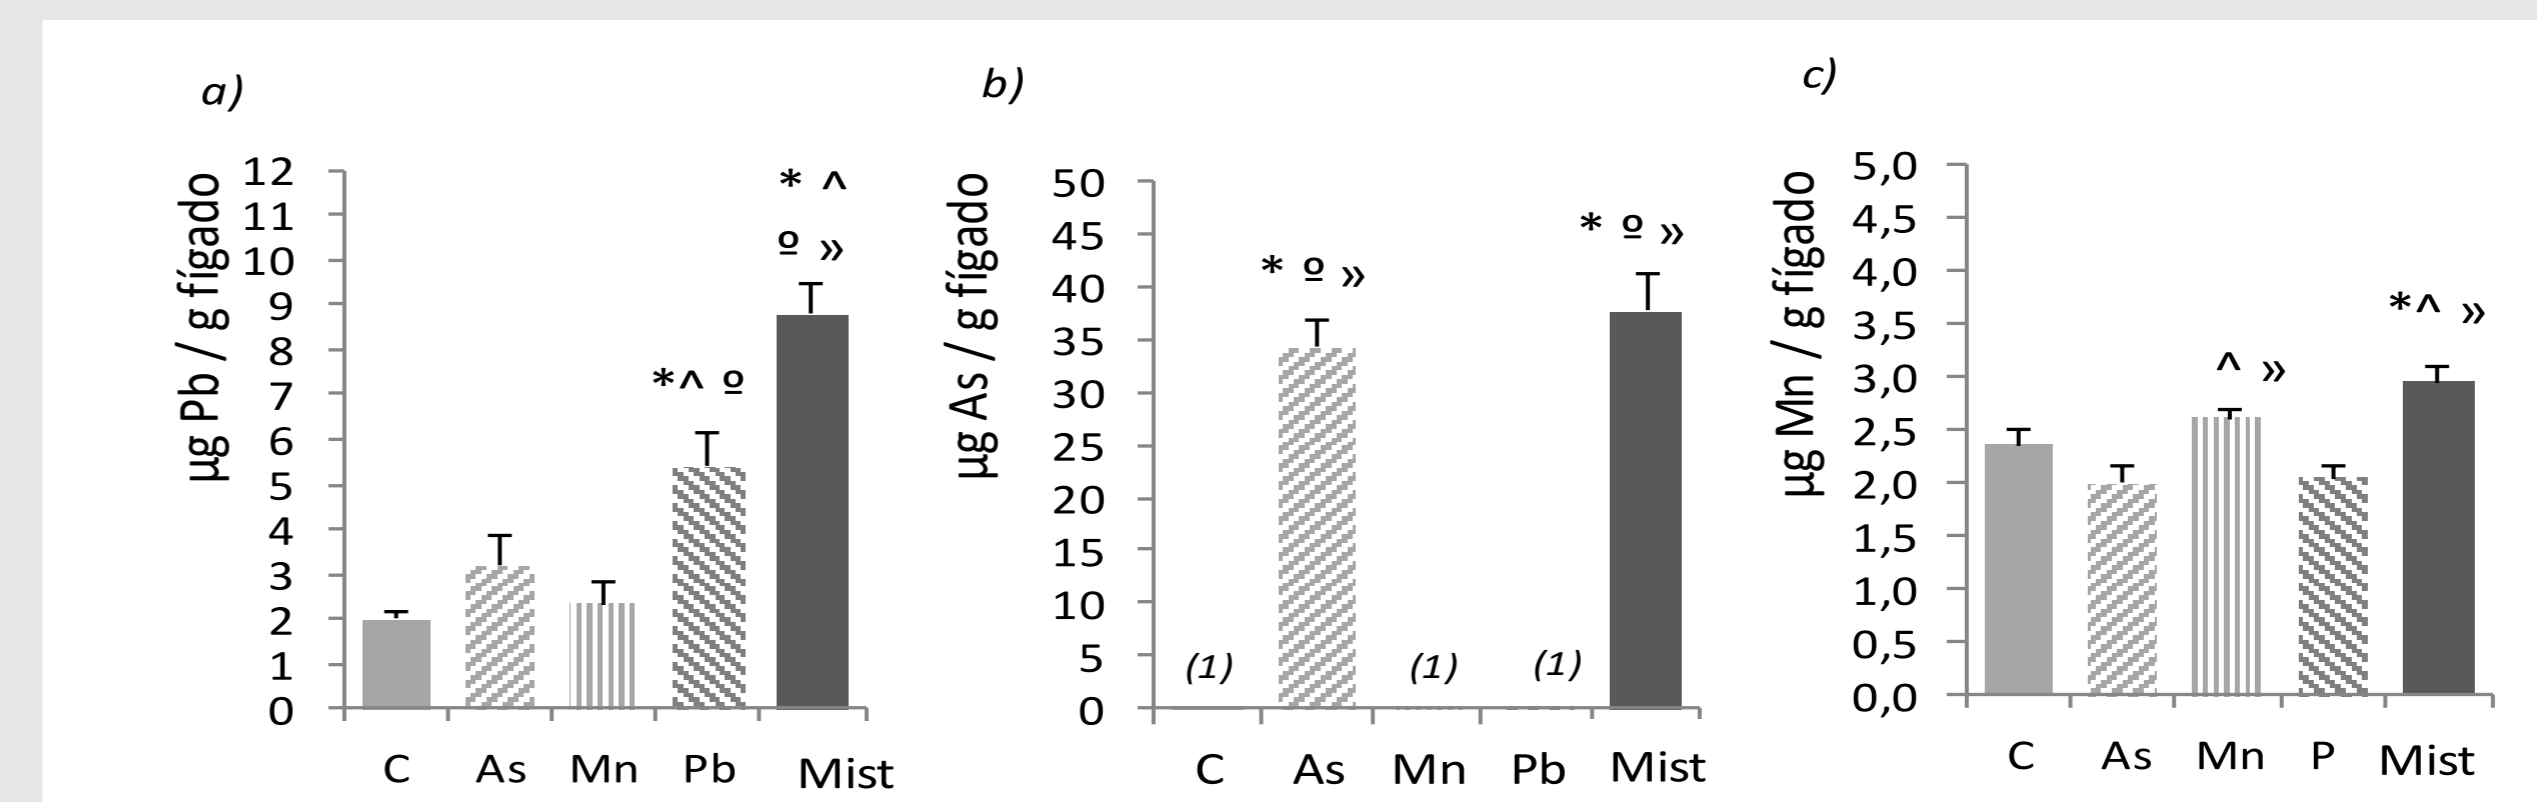 a)
µg Pb / g fígado
12
11
10
9
8
7
6
5
4
3
2
1
0
* ^
º »
*^ º
C As Mn Pb Mist
b)
µg As / g fígado
50
45
40
35
30
25
20
15
10
5
0
* º »
* º »
(1) (1) (1)
C As Mn Pb Mist
c)
µg Mn / g fígado
5,0
4,5
4,0
3,5
3,0
2,5
2,0
1,5
1,0
0,5
0,0
*^ »
^ »
C As Mn P Mist